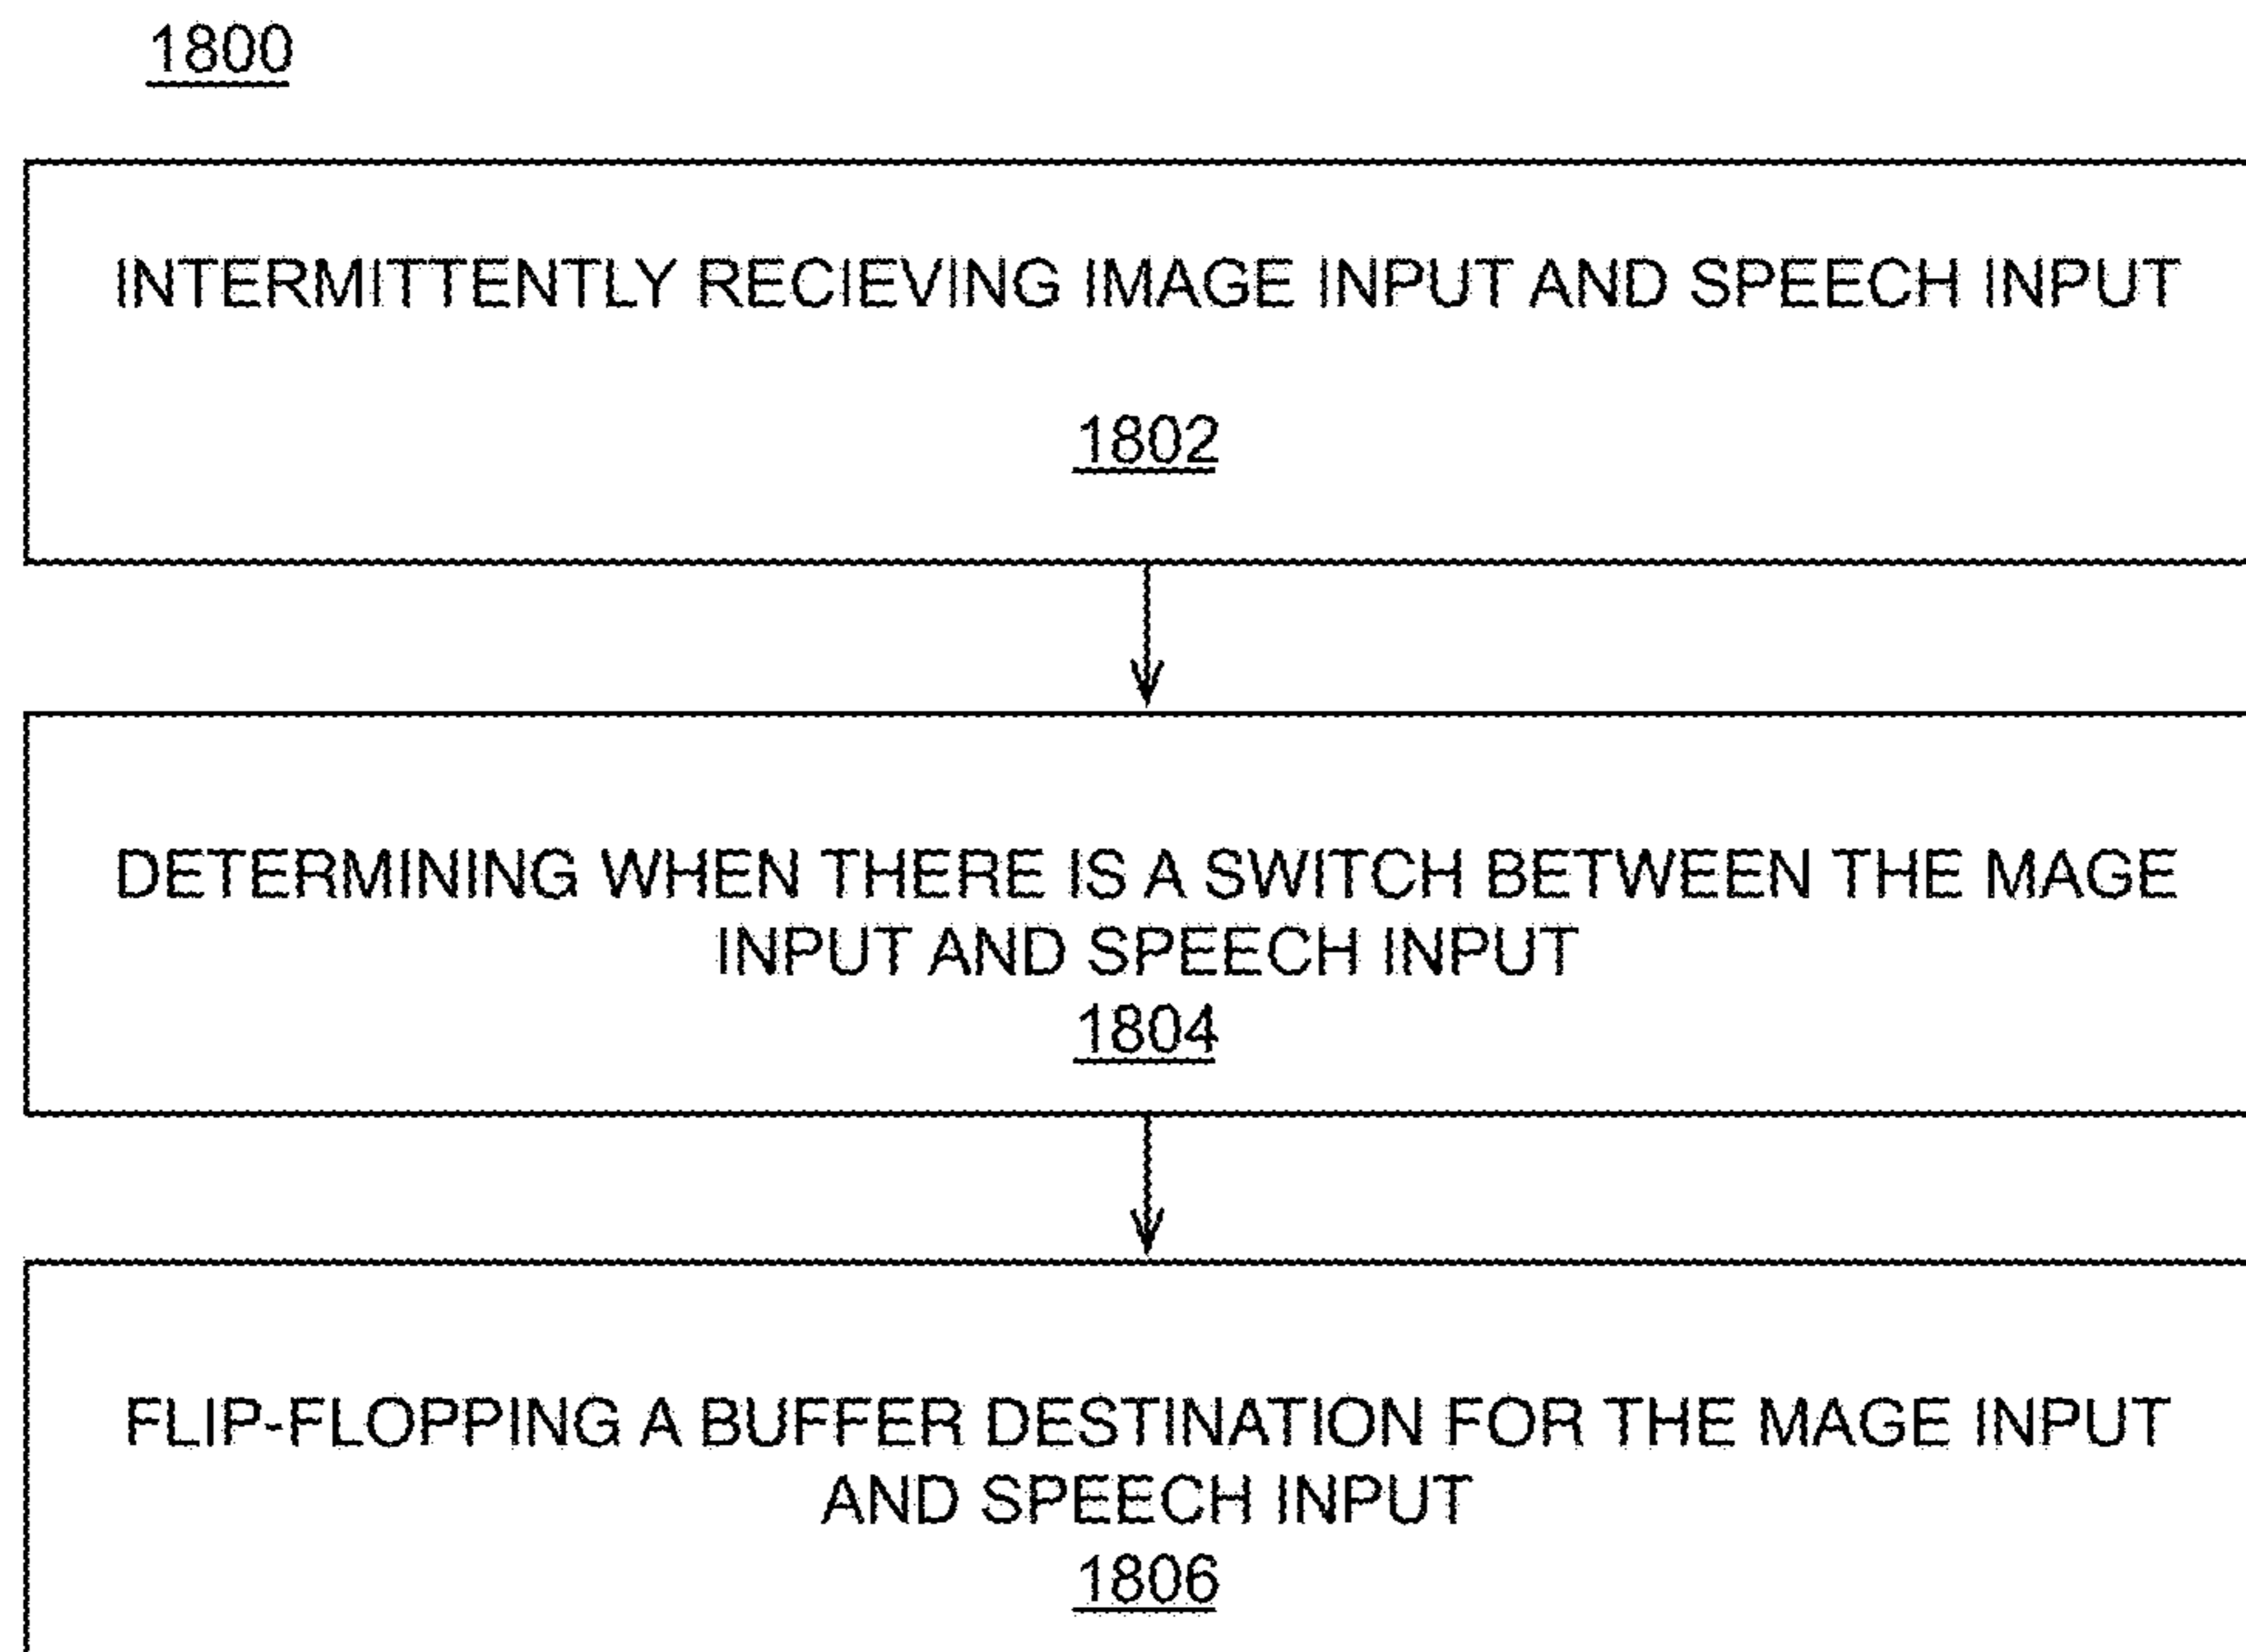 1800
INTERMITTENTLY RECIEVING IMAGE INPUT AND SPEECH INPUT
1802
DETERMINING WHEN THERE IS A SWITCH BETWEEN THE MAGE
INPUT AND SPEECH INPUT
1804
FLIP-FLOPPING A BUFFER DESTINATION FOR THE MAGE INPUT
AND SPEECH INPUT
1806